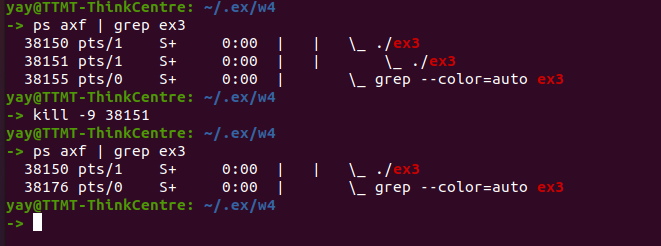 yay@TTMT-ThinkCentre: ~/.ex/w4
-> ps axf | grep ex3
  38150 pts/1    S+     0:00  |   |   \_ ./ex3
  38151 pts/1    S+     0:00  |   |       \_ ./ex3
  38155 pts/0    S+     0:00  |       \_ grep --color=auto ex3
yay@TTMT-ThinkCentre: ~/.ex/w4
-> kill -9 38151
yay@TTMT-ThinkCentre: ~/.ex/w4
-> ps axf | grep ex3
  38150 pts/1    S+     0:00  |   |   \_ ./ex3
  38176 pts/0    S+     0:00  |       \_ grep --color=auto ex3
yay@TTMT-ThinkCentre: ~/.ex/w4
->